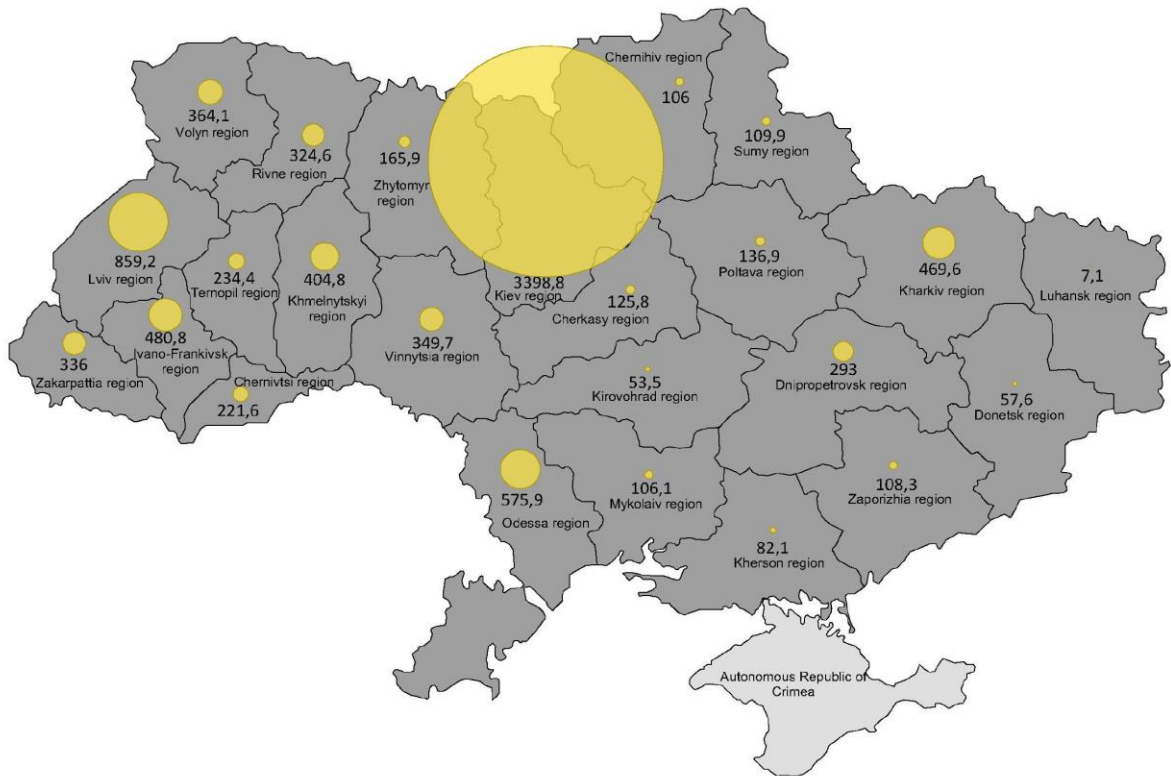 Chernihiv region
106
364,1
Volyn region
109,9
Sumy region
324,6
Rivne region
165,9
Zhytomyr
region
859,2
Lviv region
234,4
Ternopil region
404,8
Khmelnytskyi
region
3398,8
Kiev region
125,8
Cherkasy region
136,9
Poltava region
469,6
Kharkiv region
7,1
Luhansk region
336
Zakarpattia region
480,8
Ivano-Frankivsk
region
Chernivtsi region
221,6
349,7
Vinnytsia region
53,5
Kirovohrad region
293
Dnipropetrovsk region
57,6
Donetsk region
575,9
Odessa region
106,1
Mykolaiv region
108,3
Zaporizhia region
82,1
Kherson region
Autonomous Republic of
Crimea